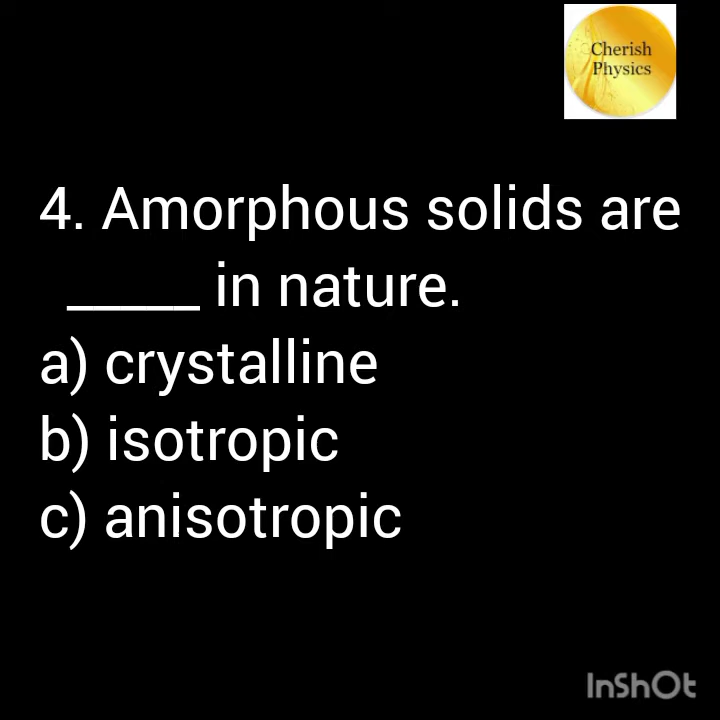 Cherish
Physics
4. Amorphous solids are
_____ in nature.
a) crystalline
b) isotropic
c) anisotropic
InShOt